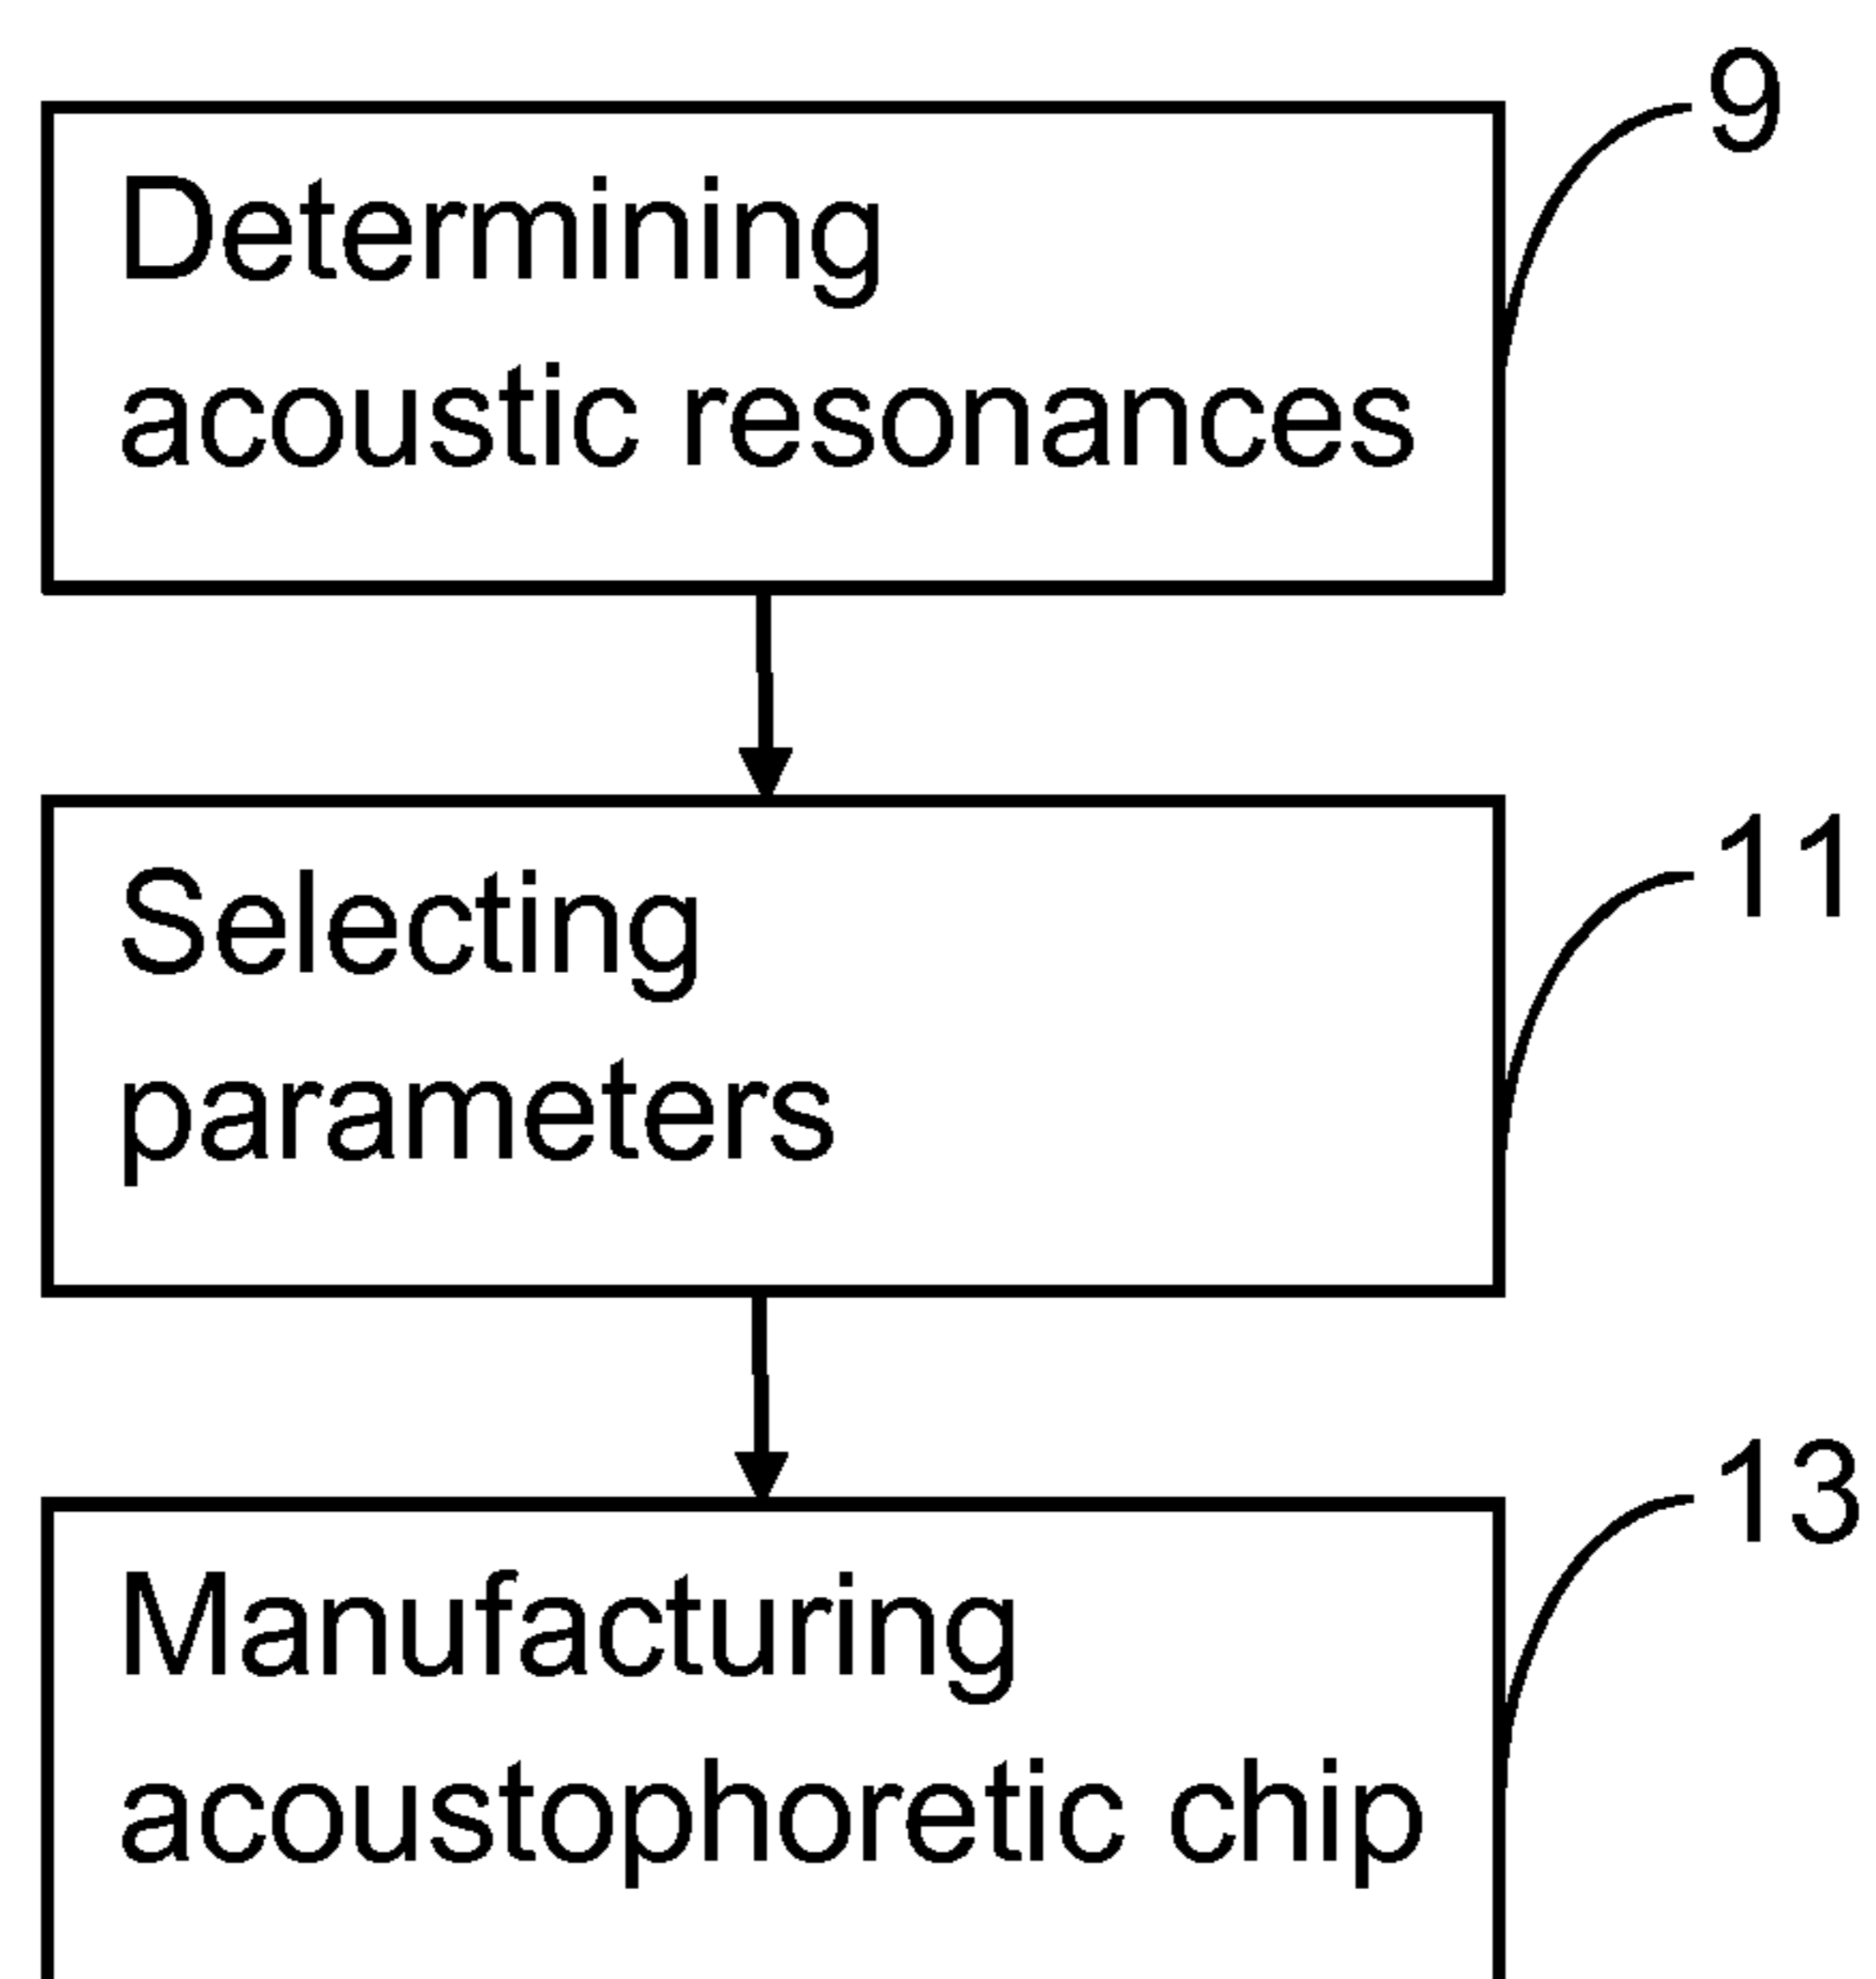 9
Determining
acoustic resonances
11
Selecting
parameters
13
Manufacturing
acoustophoretic chip